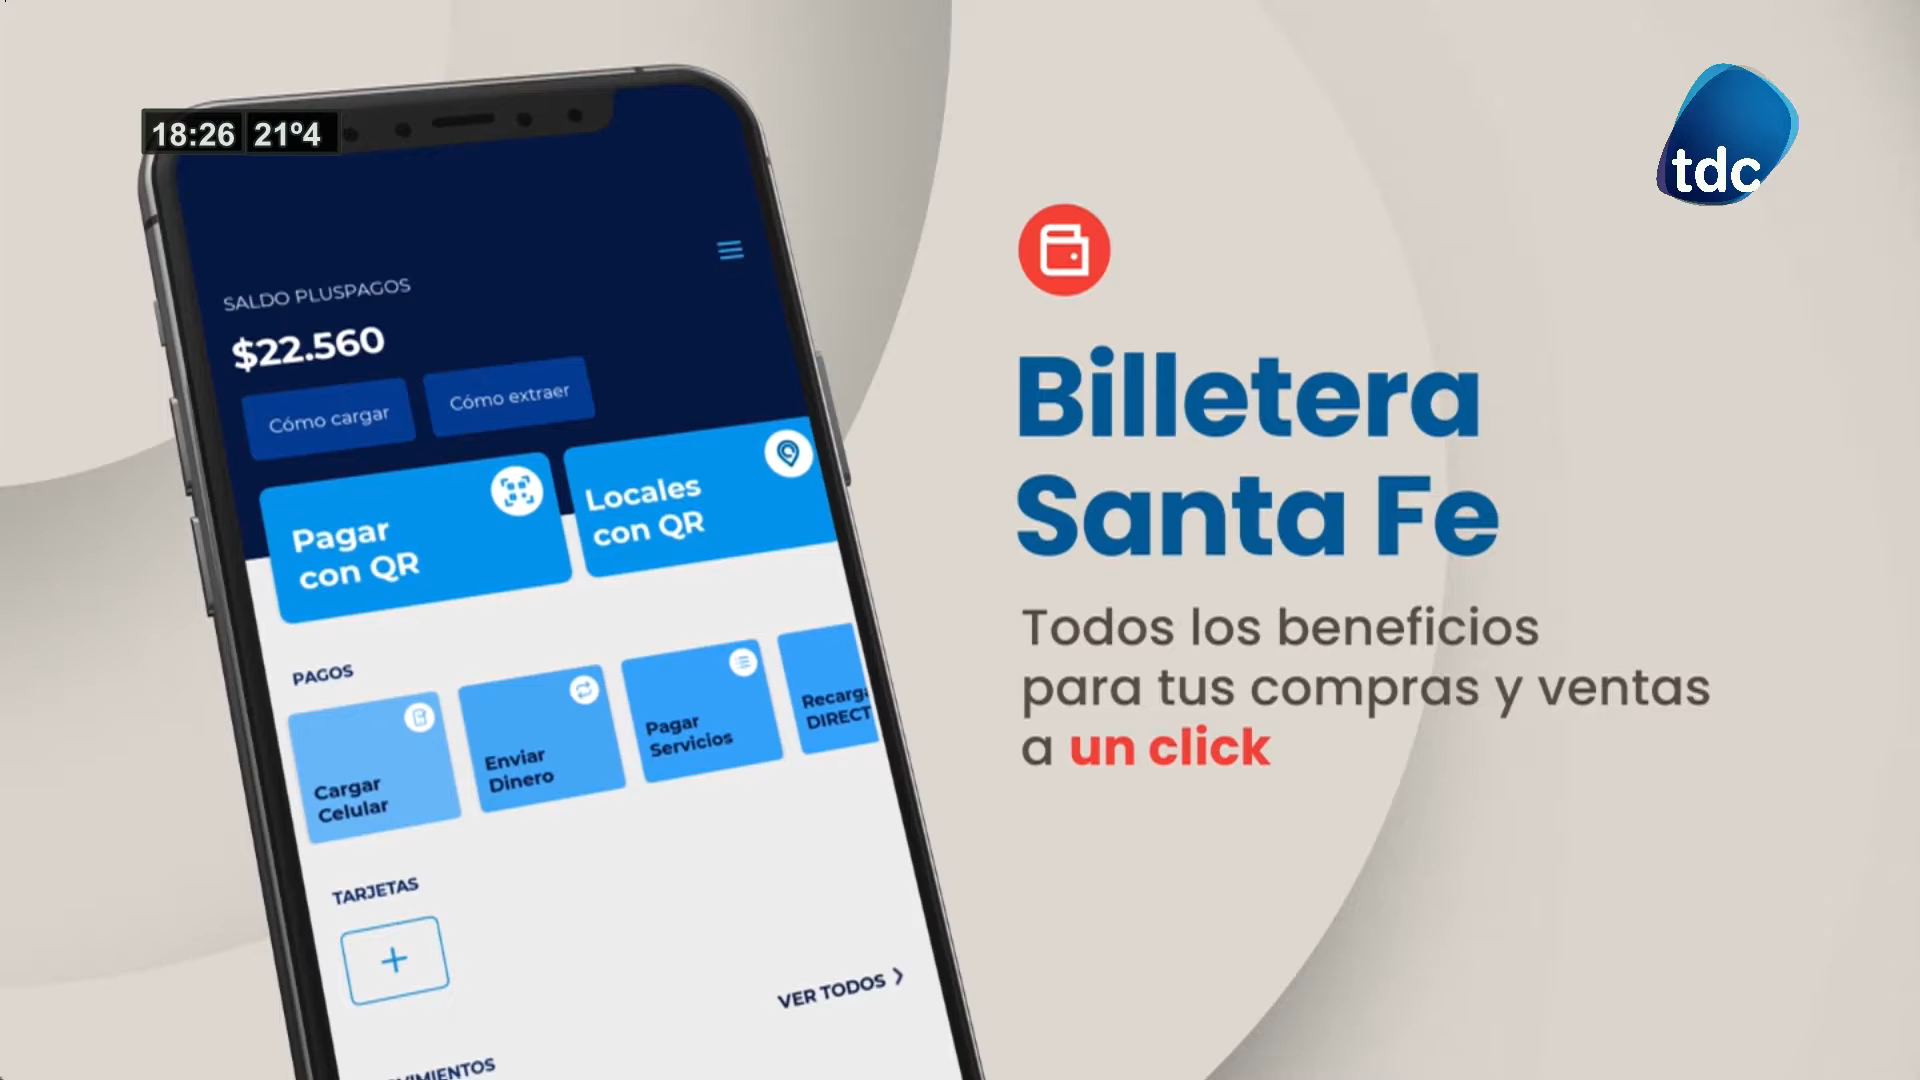 18:26 21º4
tdc
SALDO PLUSPAGOS
$22.560
Cómo cargar
Cómo extraer
Pagar
con QR
Locales
con QR
PAGOS
Cargar
Celular
Enviar
Dinero
Pagar
Servicios
TARJETAS
VER TODOS
Billetera
Santa Fe
Todos los beneficios
para tus compras y ventas
a un click